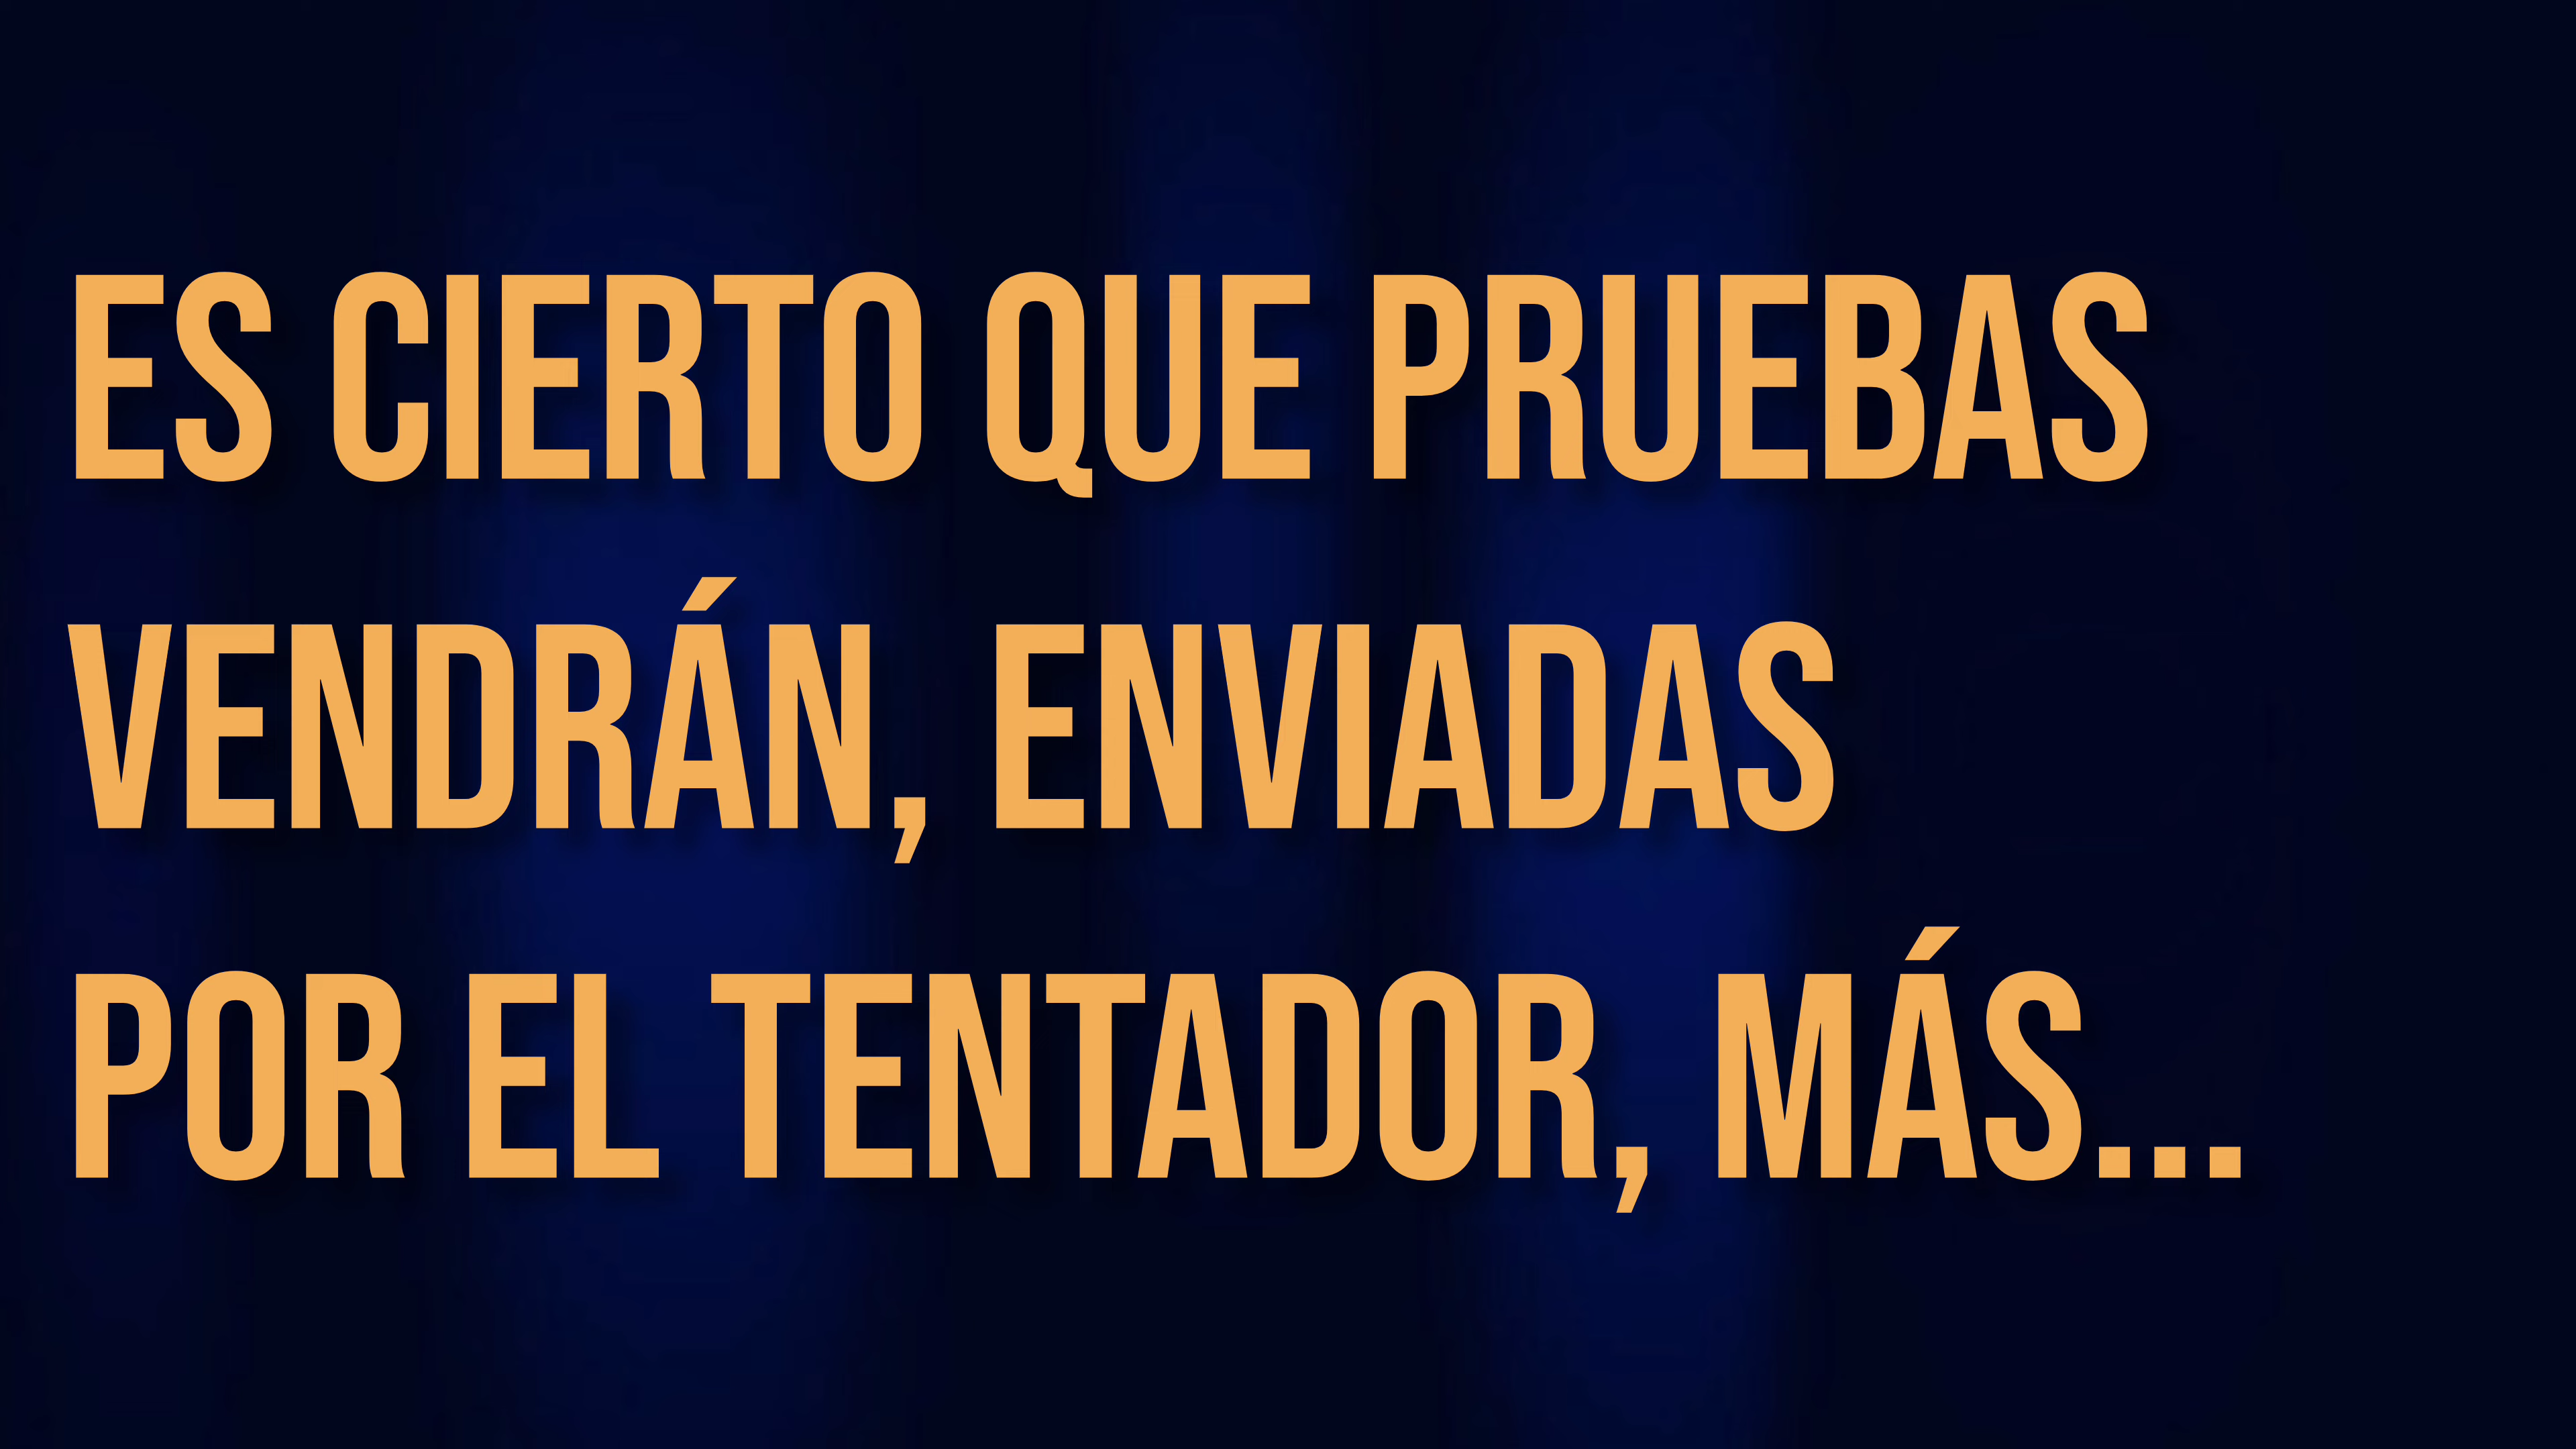 ES CIERTO QUE PRUEBAS
VENDRÁN, ENVIADAS
POR EL TENTADOR, MÁS...